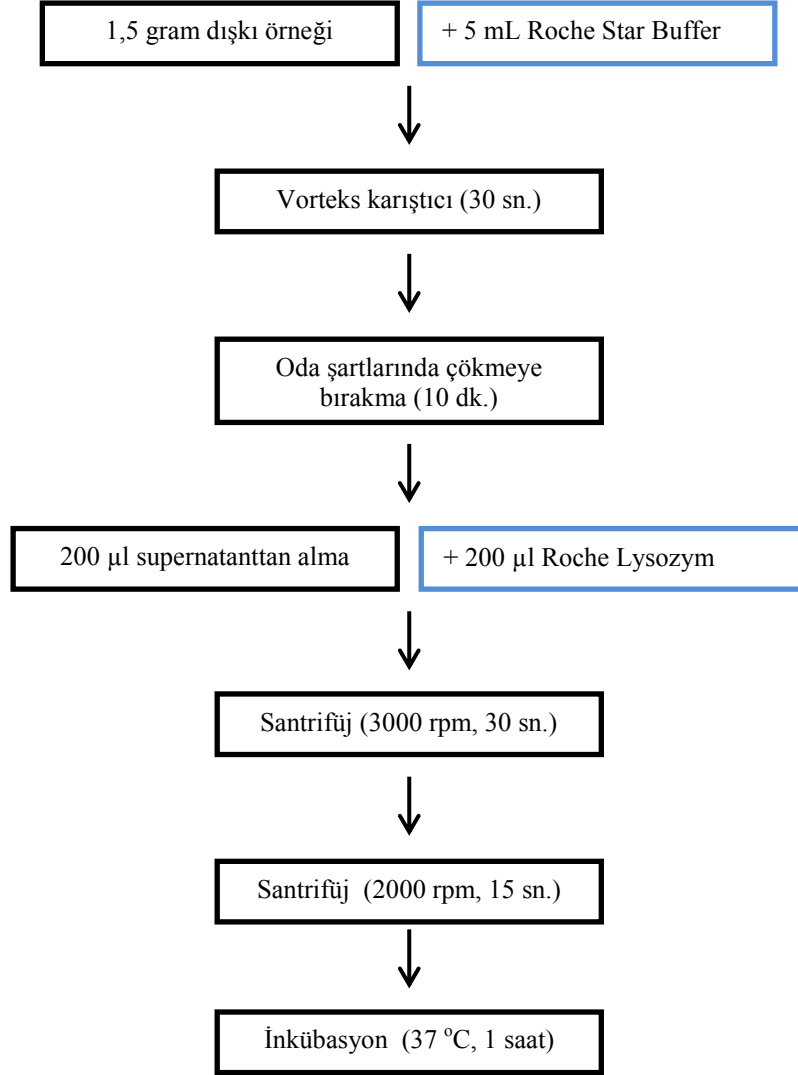 1,5 gram dışkı örneği
+ 5 mL Roche Star Buffer
Vorteks karıştıcı (30 sn.)
Oda şartlarında çökmeye
bırakma (10 dk.)
200 µl supernatanttan alma
+ 200 µl Roche Lysozym
Santrifüj (3000 rpm, 30 sn.)
Santrifüj  (2000 rpm, 15 sn.)
İnkübasyon  (37 °C, 1 saat)